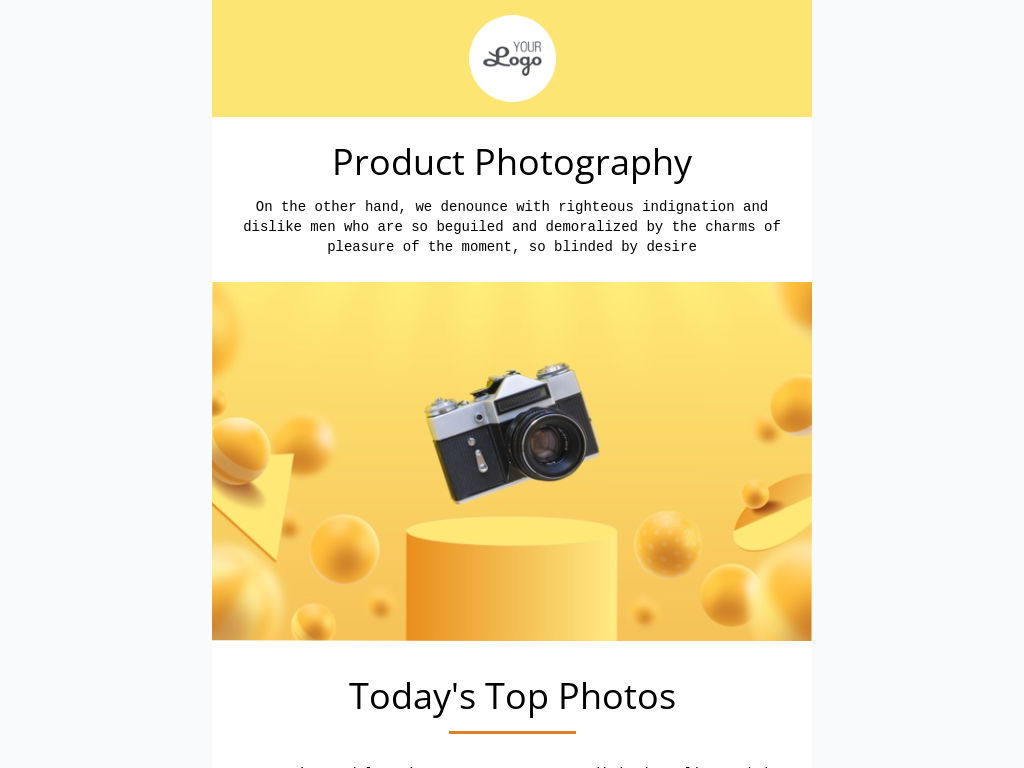 YOUR
Logo
Product Photography
On the other hand, we denounce with righteous indignation and
dislike men who are so beguiled and demoralized by the charms of
pleasure of the moment, so blinded by desire
Today's Top Photos